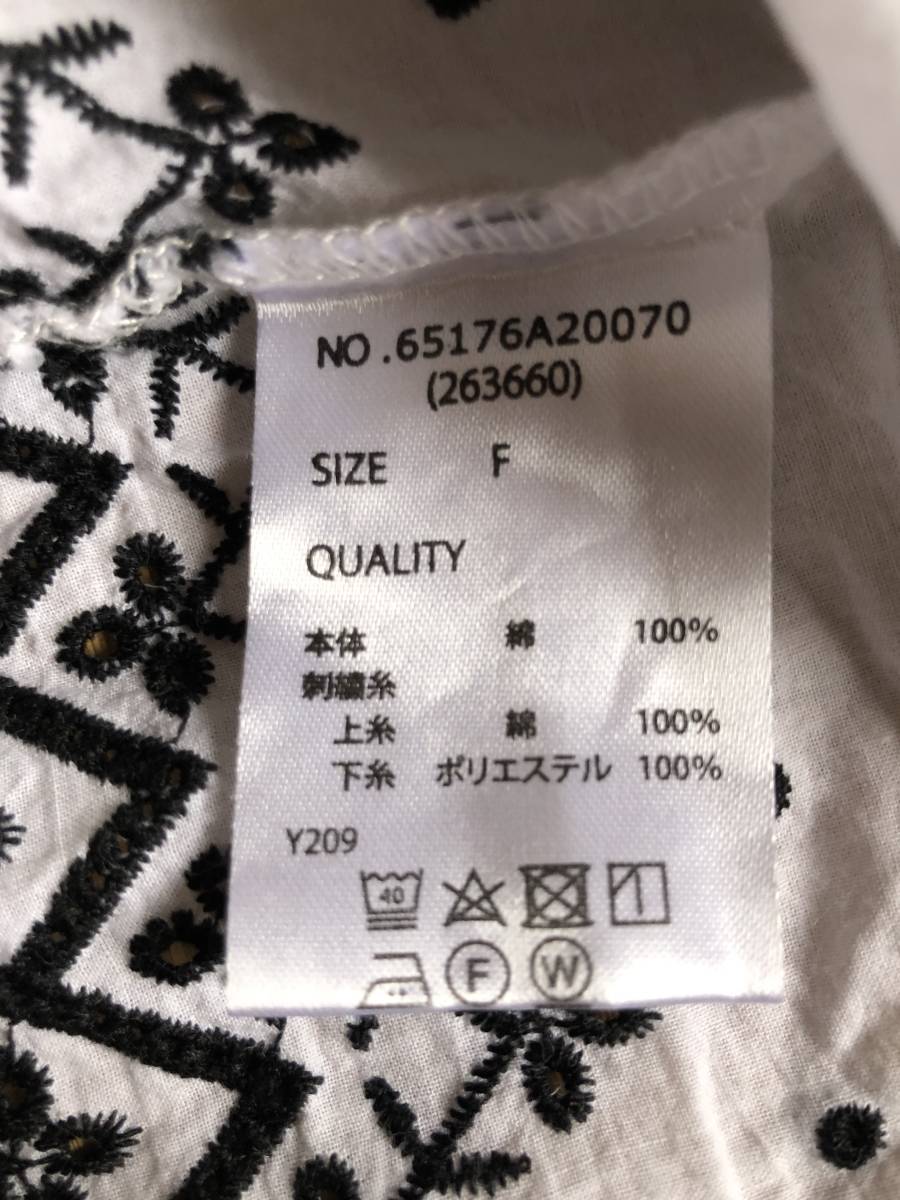 NO.65176A20070
(263660)
SIZE F
QUALITY
本体 綿 100%
刺繍糸
上糸 綿 100%
下糸 ポリエステル 100%
Y209
40
F W